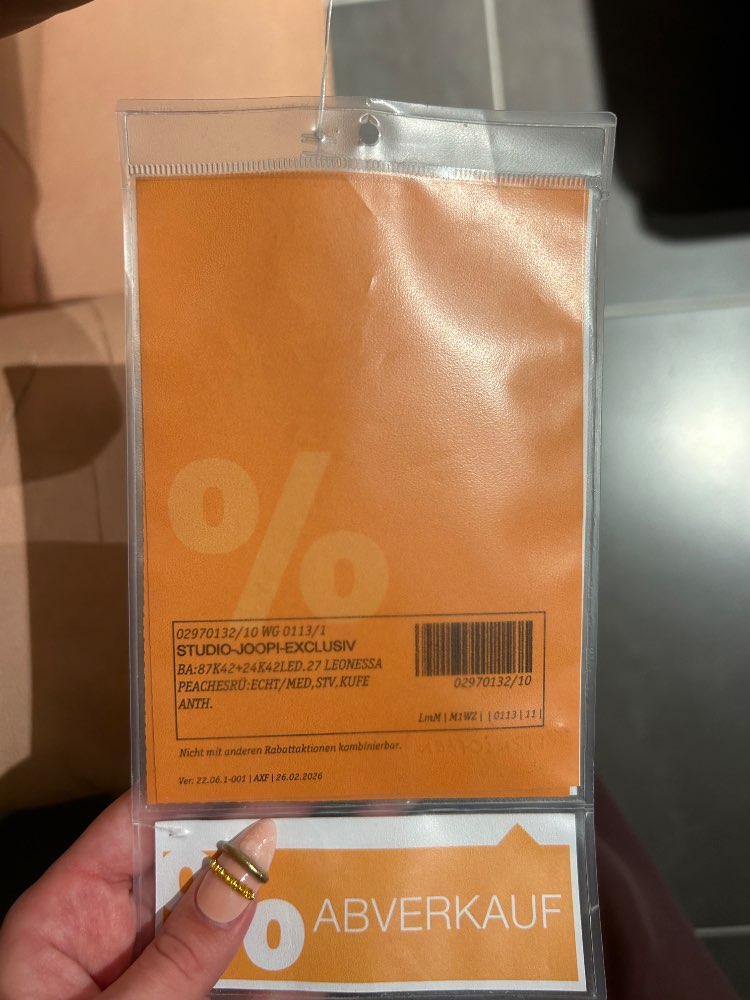 %
02970132/10 WG 0113/1
STUDIO-JOOPI-EXCLUSIV
BA:87K42+24K42LED.27 LEONESSA
PEACHESRÜ:ECHT/MED,STV.KUFE
ANTH.
02970132/10
LmM | M1WZ | | 0113 | 11 |
Nicht mit anderen Rabattaktionen kombinierbar.
Ver: 22.06.1-001 | AXF | 26.02.2026
% ABVERKAUF